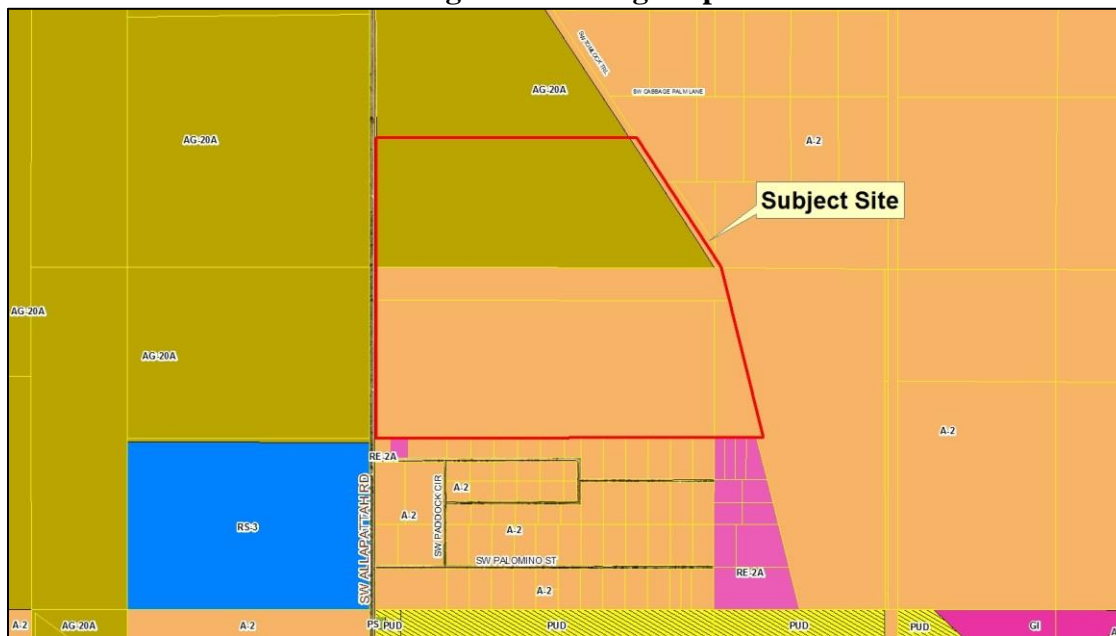 AG-20A
SW CABBAGE PALM LANE
AG-20A
A-2
Subject Site
AG-20A
AG-20A
A-2
RE-2A
A-2
SW PADDOCK CIR
A-2
A-2
RS-3
SW ALLAPATTAH RD
SW PALOMINO ST
RE-2A
A-2
A-2
AG-20A
A-2
PS
PUD
PUD
PUD
PUD
GI
A